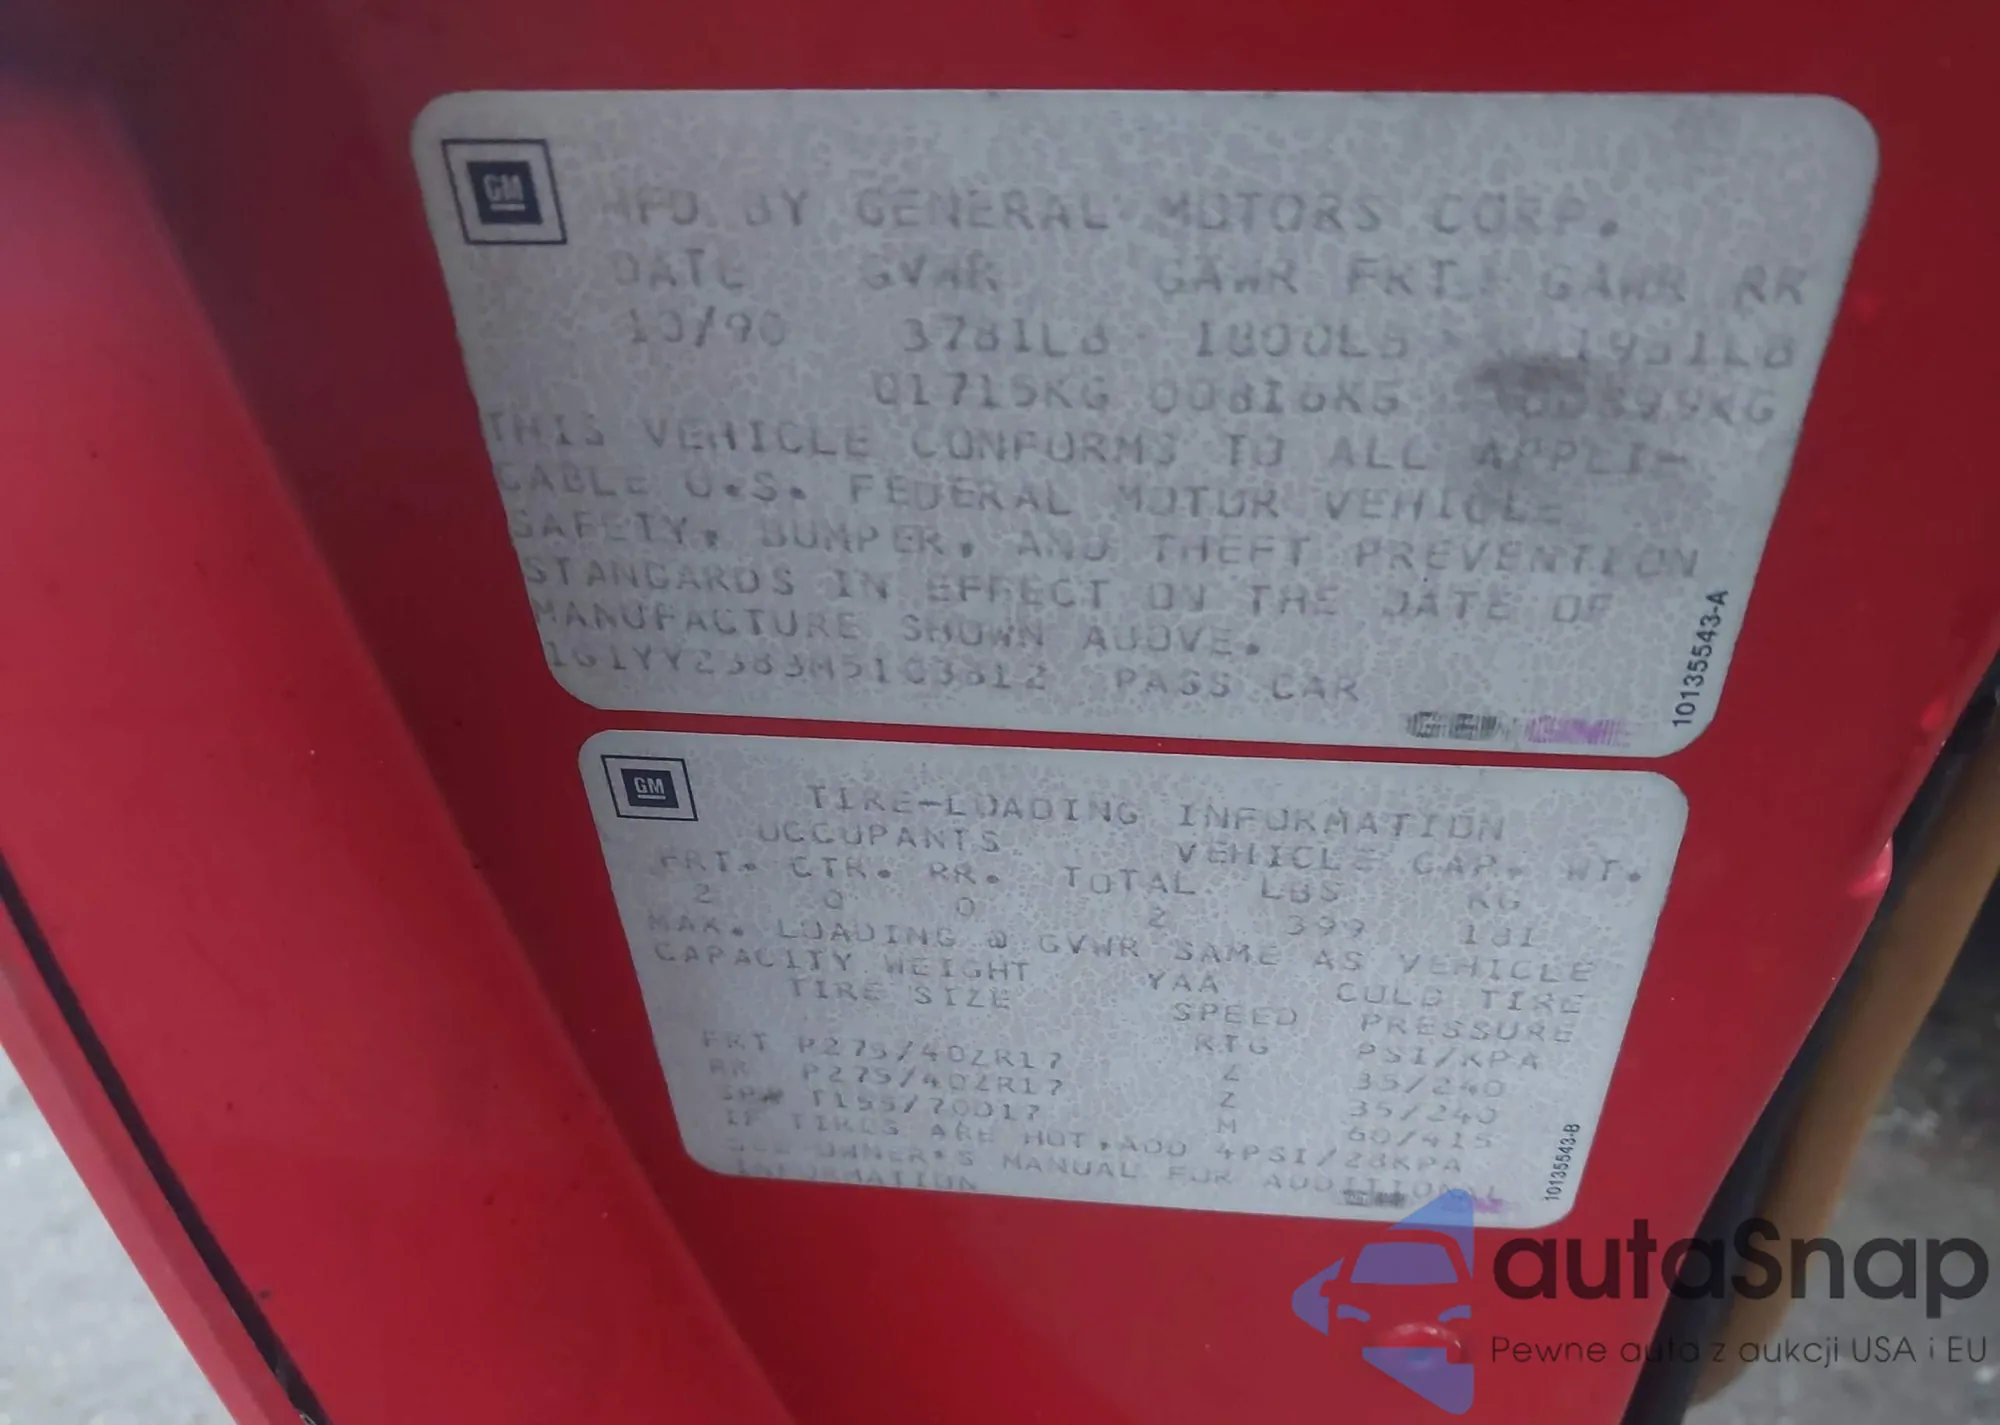 GM
MFD BY GENERAL MOTORS CORP.
DATE GVWR GAWR FRT GAWR RR
10/90 3781LB 1800LB 1981LB
01715KG 00816KG 00899KG
THIS VEHICLE CONFORMS TO ALL APPLI-
CABLE U.S. FEDERAL MOTOR VEHICLE
SAFETY, BUMPER, AND THEFT PREVENTION
STANDARDS IN EFFECT ON THE DATE OF
MANUFACTURE SHOWN ABOVE.
PASS CAR
10135543-A
GM
TIRE-LOADING INFORMATION
OCCUPANTS VEHICLE CAP. WT.
FRT. CTR. RR. TOTAL LBS KG
2 0 0 2 399 181
MAX. LOADING @ GVWR SAME AS VEHICLE
CAPACITY WEIGHT YAA COLD TIRE
TIRE SIZE SPEED PRESSURE
RTG PSI/KPA
FRT P275/40ZR17 Z 35/240
RR P275/40ZR17 Z 35/240
SPA T155/70D17 M 60/415
IF TIRES ARE HOT, ADD 4PSI/28KPA
SEE OWNER'S MANUAL FOR ADDITIONAL
INFORMATION
10135543-B
autaSnap
Pewne auta z aukcji USA i EU